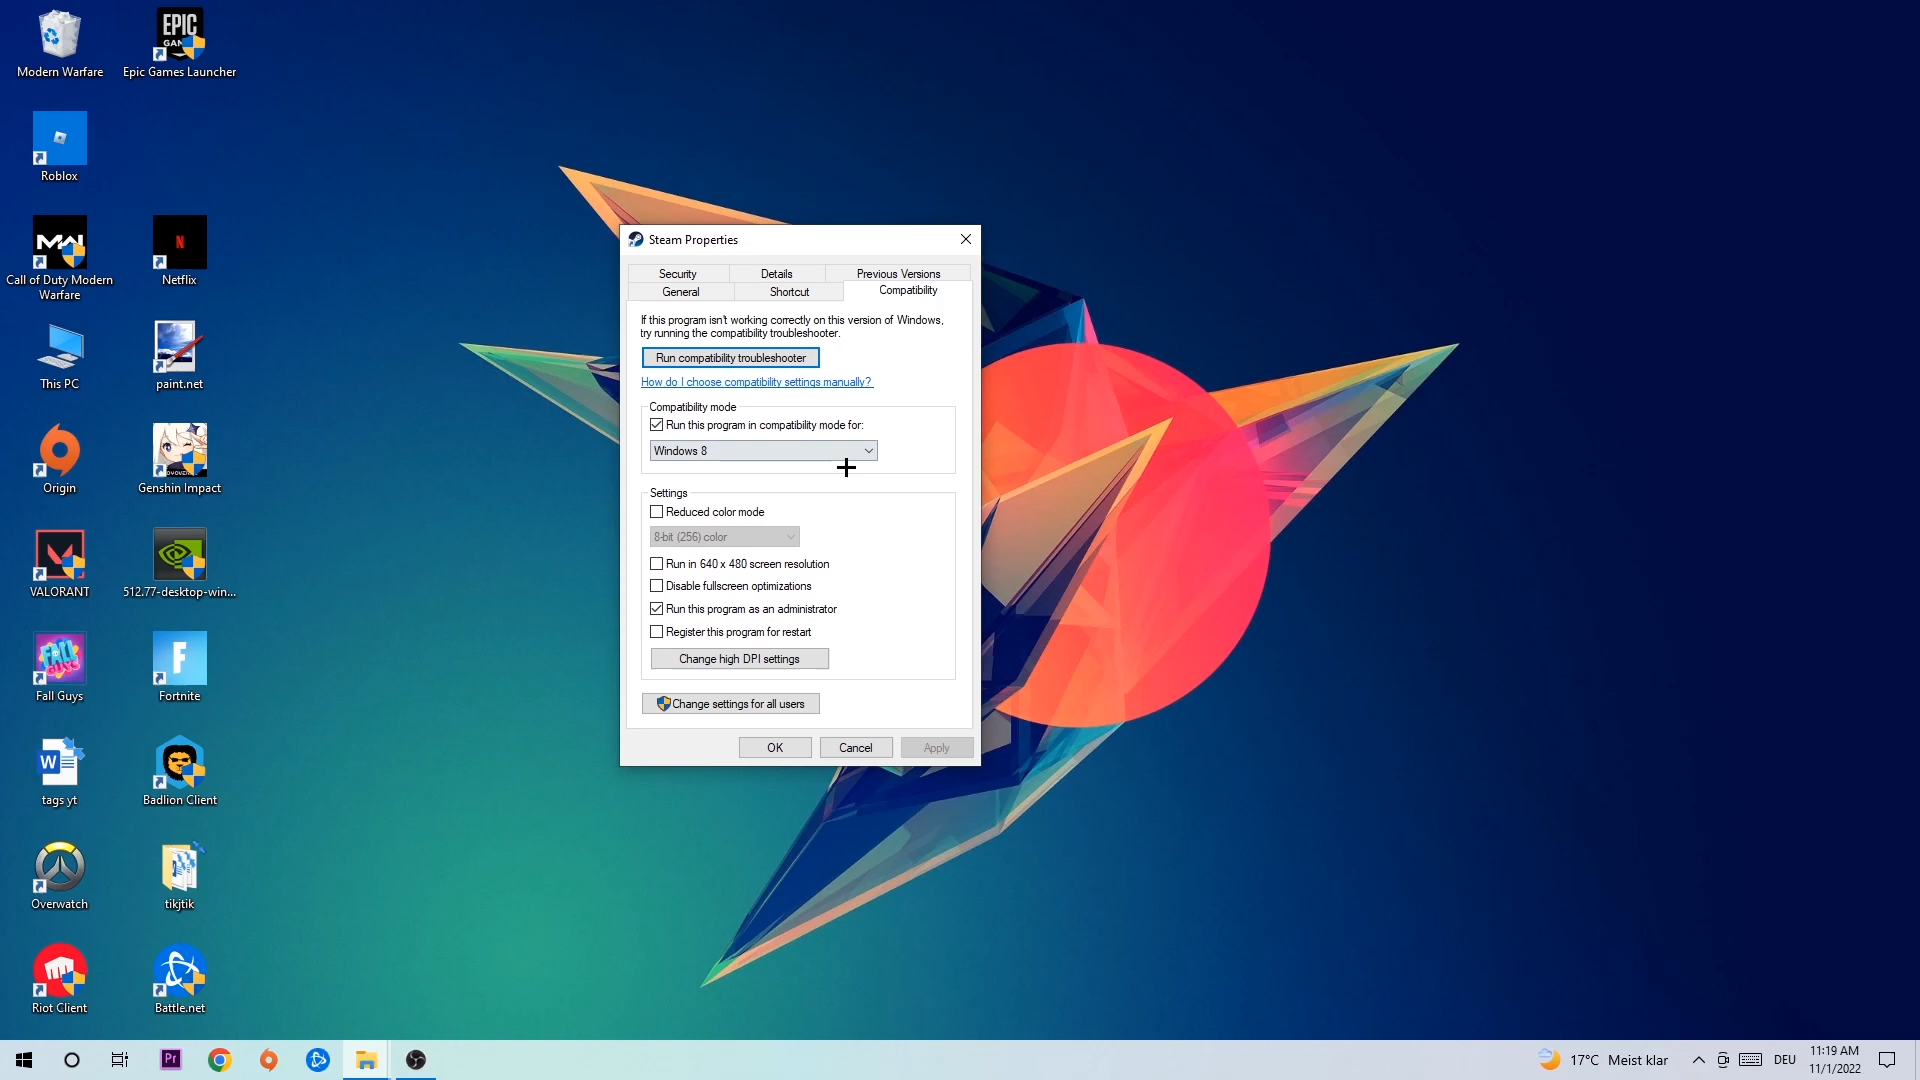 Modern Warfare
EPIC
GAMES
Epic Games Launcher
Roblox
MW
Call of Duty Modern
Warfare
N
Netflix
This PC
paint.net
Origin
Genshin Impact
VALORANT
512.77-desktop-win...
FALL
Fall Guys
F
Fortnite
W
tags yt
Badlion Client
Overwatch
tikjtik
Riot Client
Battle.net
Steam Properties
Security
Details
Previous Versions
General
Shortcut
Compatibility
If this program isn't working correctly on this version of Windows,
try running the compatibility troubleshooter.
Run compatibility troubleshooter
How do I choose compatibility settings manually?
Compatibility mode
Run this program in compatibility mode for:
Windows 8
Settings
Reduced color mode
8-bit (256) color
Run in 640 x 480 screen resolution
Disable fullscreen optimizations
Run this program as an administrator
Register this program for restart
Change high DPI settings
Change settings for all users
OK
Cancel
Apply
Pr
17°C Meist klar
DEU
11:19 AM
11/1/2022